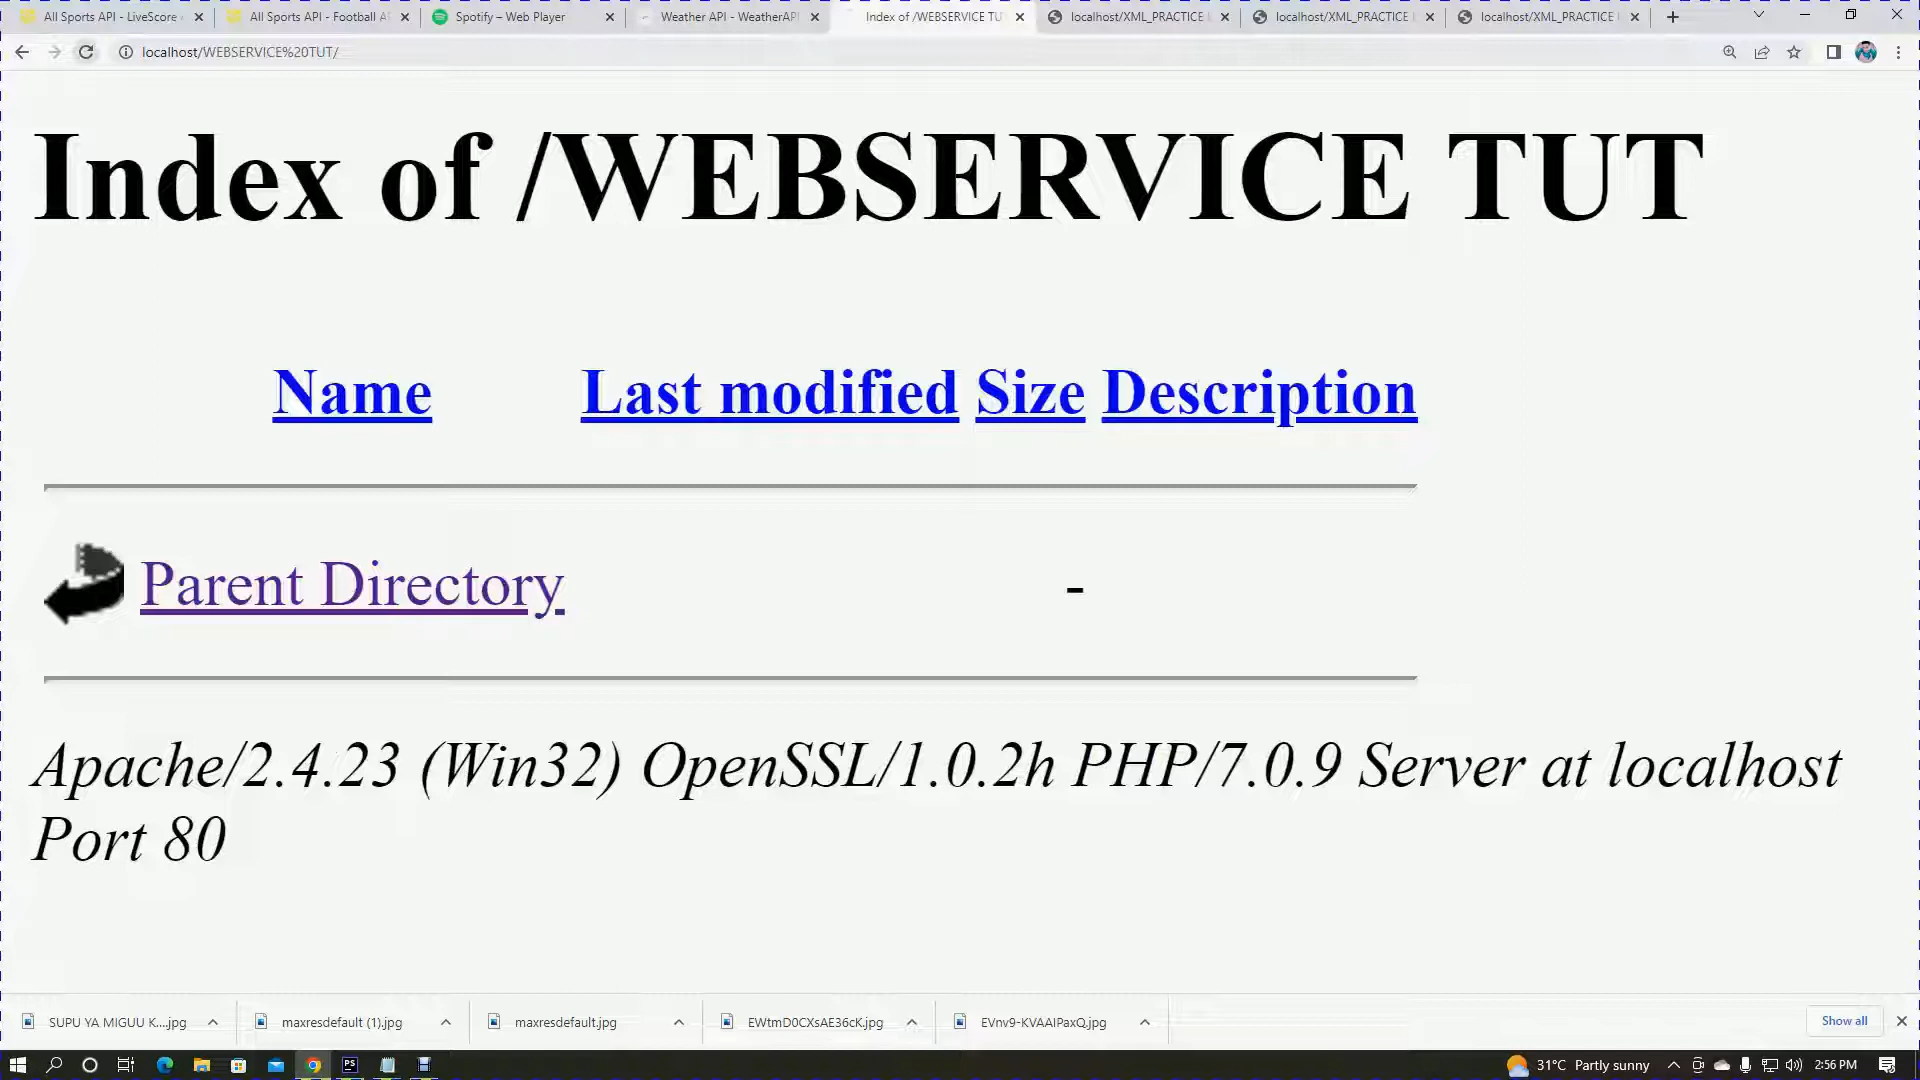 All Sports API - LiveScore
All Sports API - Football A
Spotify – Web Player
Weather API - WeatherAPI
Index of /WEBSERVICE TU
localhost/XML_PRACTICE
localhost/XML_PRACTICE
localhost/XML_PRACTICE
localhost/WEBSERVICE%20TUT/
Index of /WEBSERVICE TUT
Name Last modified Size Description
Parent Directory -
Apache/2.4.23 (Win32) OpenSSL/1.0.2h PHP/7.0.9 Server at localhost
Port 80
SUPU YA MIGUU K....jpg
maxresdefault (1).jpg
maxresdefault.jpg
EWtmD0CXsAE36cK.jpg
EVnv9-KVAAIPaxQ.jpg
Show all
PS
31°C Partly sunny
2:56 PM